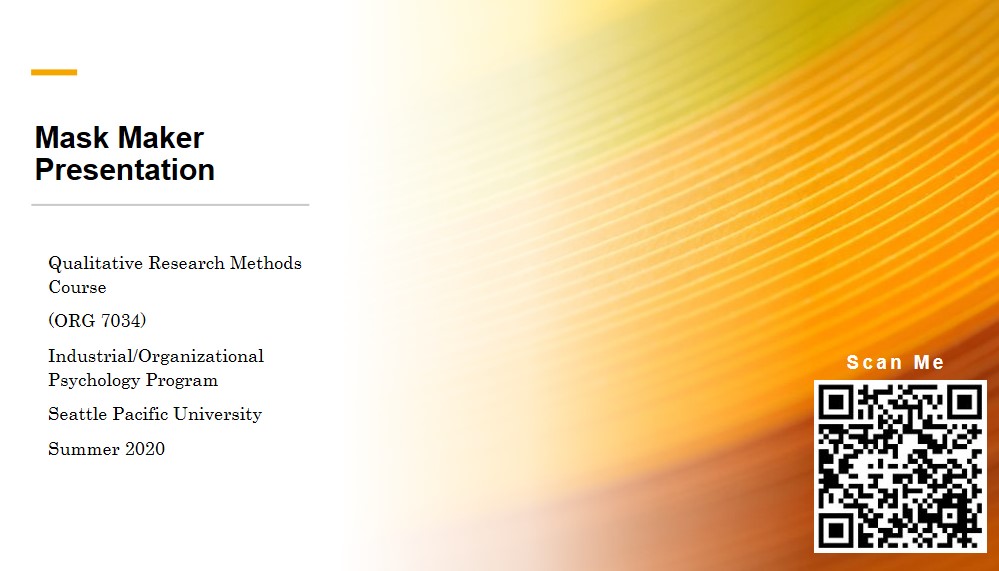 Mask Maker
Presentation
Qualitative Research Methods
Course
(ORG 7034)
Industrial/Organizational
Psychology Program
Seattle Pacific University
Summer 2020
Scan Me